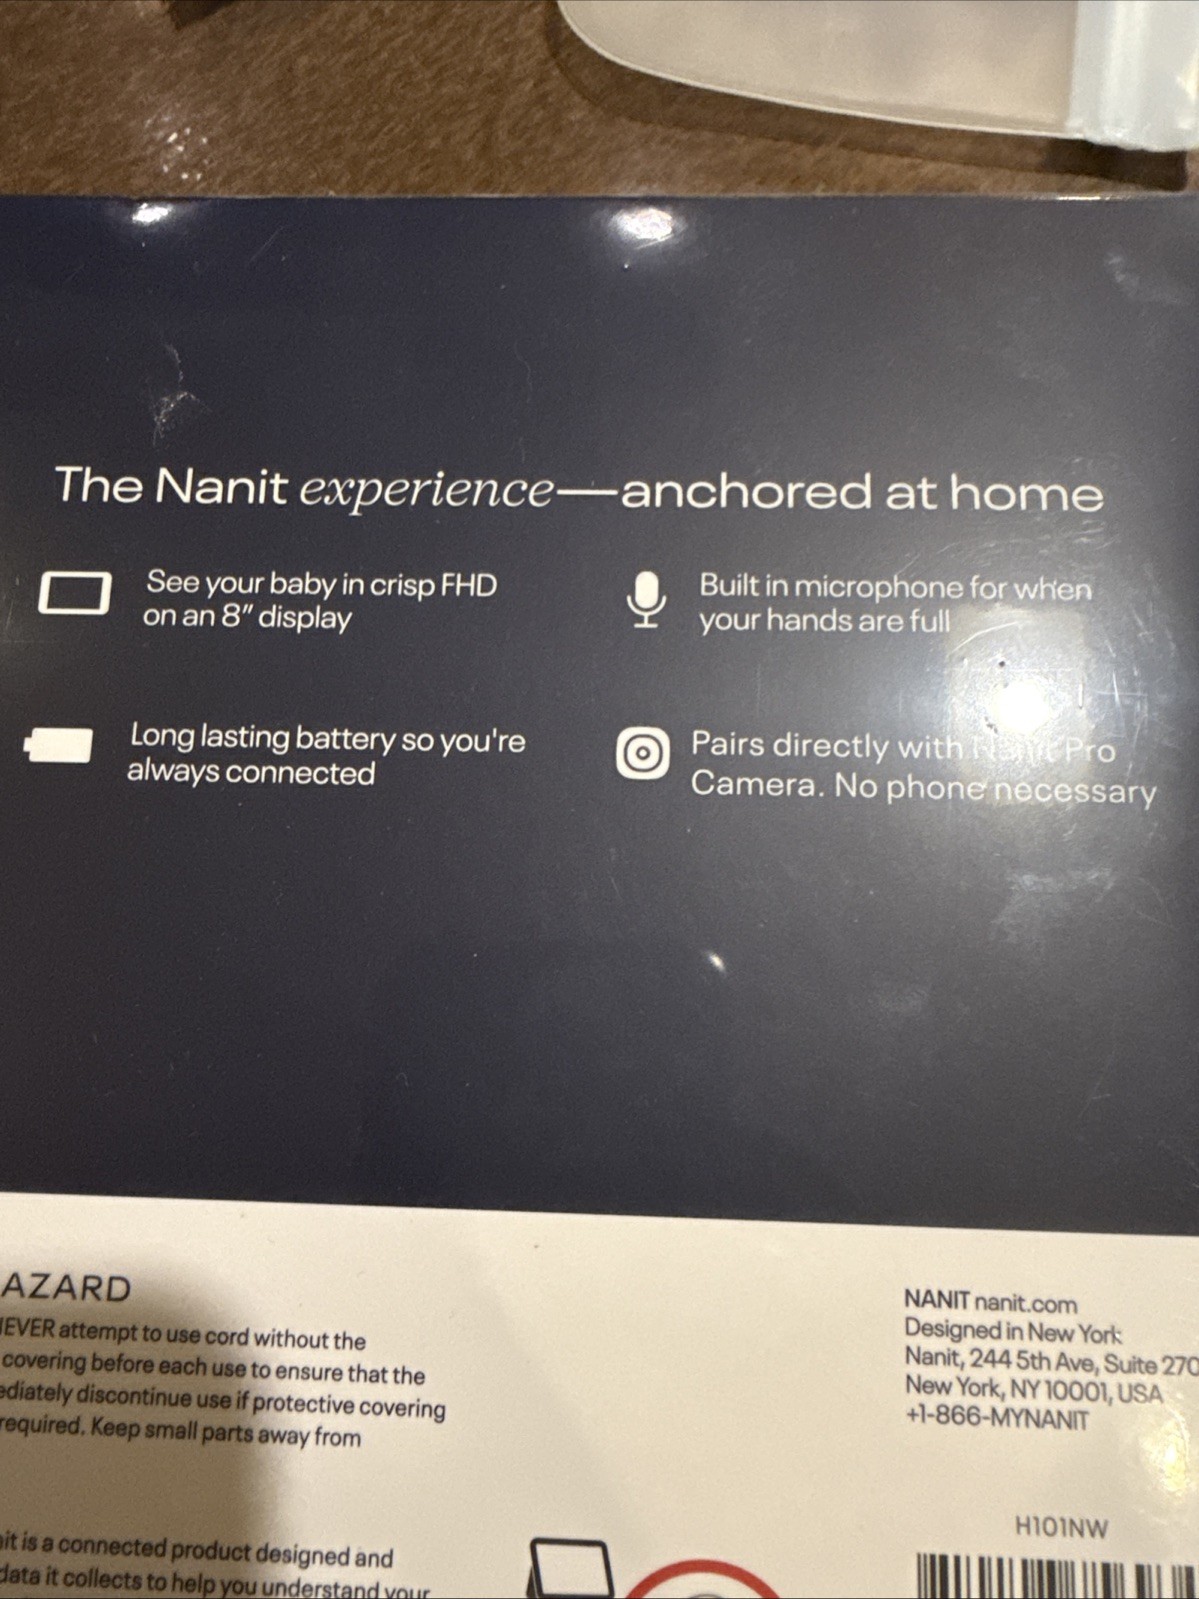 The Nanit experience—anchored at home
See your baby in crisp FHD
on an 8″ display
Built in microphone for when
your hands are full
Long lasting battery so you're
always connected
Pairs directly with Nanit Pro
Camera. No phone necessary
AZARD
NEVER attempt to use cord without the
covering before each use to ensure that the
ediately discontinue use if protective covering
required. Keep small parts away from
nit is a connected product designed and
data it collects to help you understand your
NANIT nanit.com
Designed in New York
Nanit, 244 5th Ave, Suite 270
New York, NY 10001, USA
+1-866-MYNANIT
H101NW